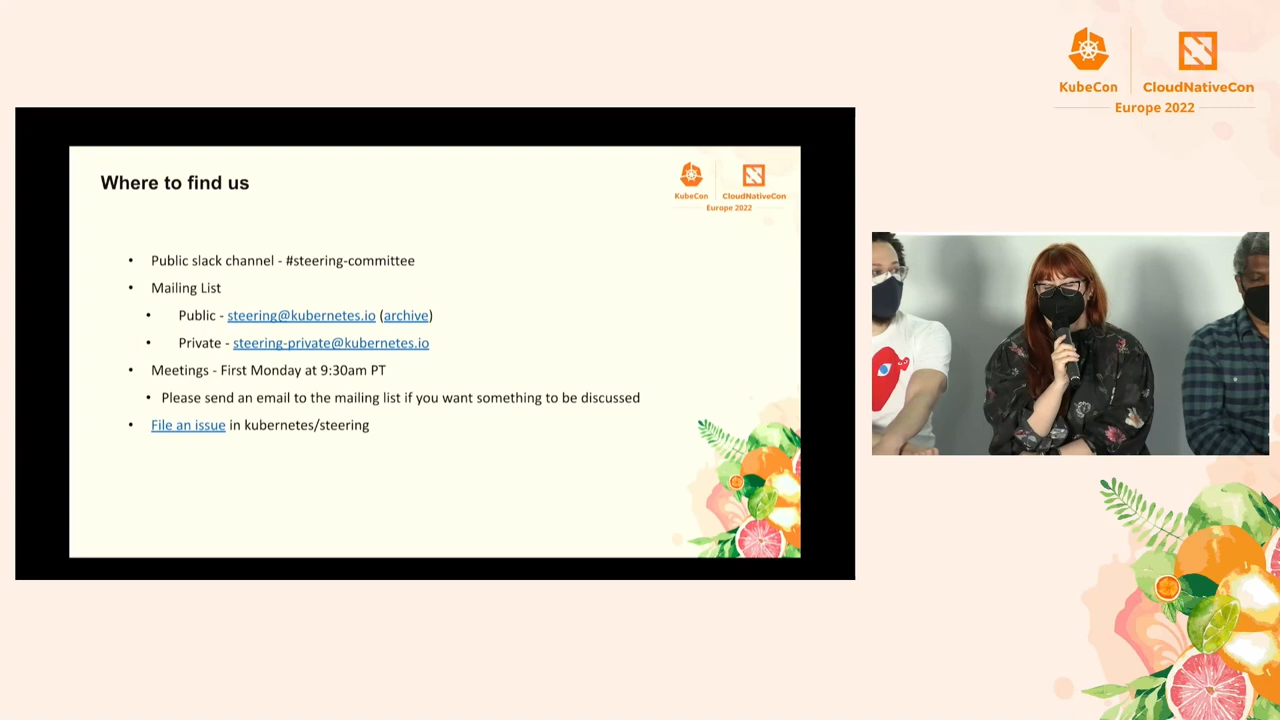 KubeCon
CloudNativeCon
Europe 2022
Where to find us
KubeCon
CloudNativeCon
Europe 2022
• Public slack channel - #steering-committee
• Mailing List
• Public - steering@kubernetes.io (archive)
• Private - steering-private@kubernetes.io
• Meetings - First Monday at 9:30am PT
• Please send an email to the mailing list if you want something to be discussed
• File an issue in kubernetes/steering